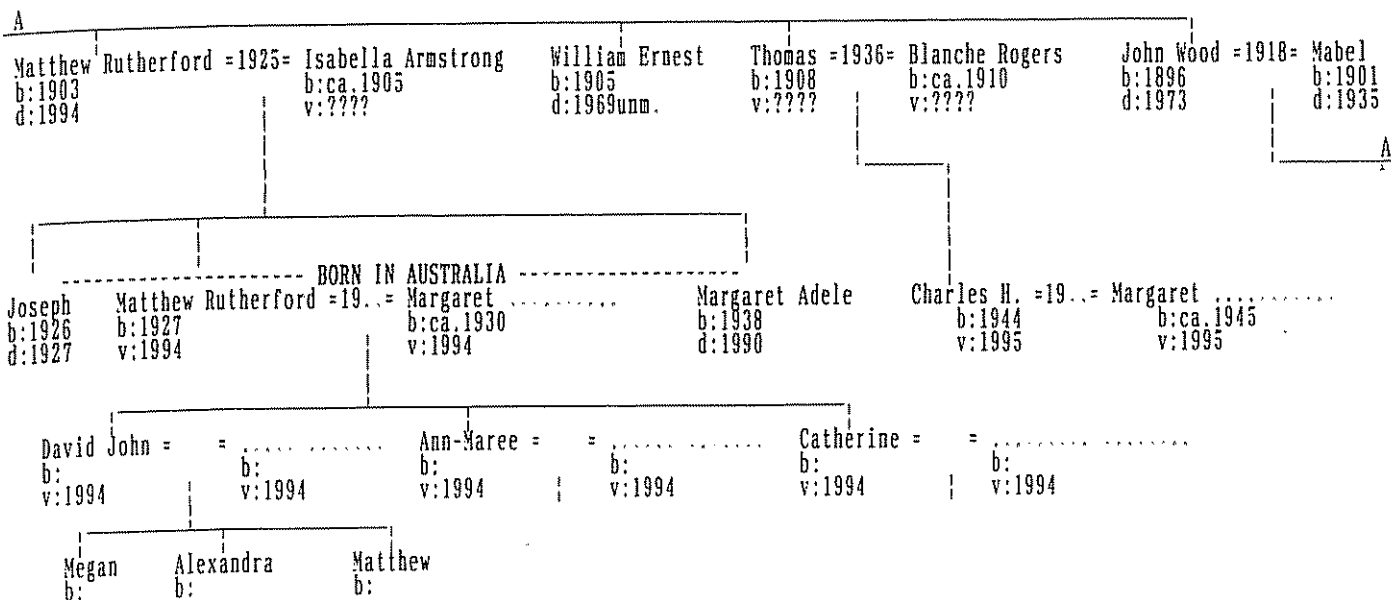 A
Matthew Rutherford =1925= Isabella Armstrong William Ernest Thomas =1936= Blanche Rogers John Wood =1918= Mabel
b:1903 b:ca.1905 b:1905 b:1908 b:ca.1910 b:1896 b:1901
d:1994 v:???? d:1969unm. v:???? v:???? d:1973 d:1935
A
-------------------- BORN IN AUSTRALIA --------------------
Joseph Matthew Rutherford =19..= Margaret .......... Margaret Adele Charles H. =19..= Margaret ...........
b:1926 b:1927 b:ca.1930 b:1938 b:1944 b:ca.1945
d:1927 v:1994 v:1994 d:1990 v:1995 v:1995
David John = = ..... ....... Ann-Maree = = ...... ....... Catherine = = ......... ........
b: b: b: b: b: b:
v:1994 v:1994 v:1994 v:1994 v:1994 v:1994
Megan Alexandra Matthew
b: b: b: